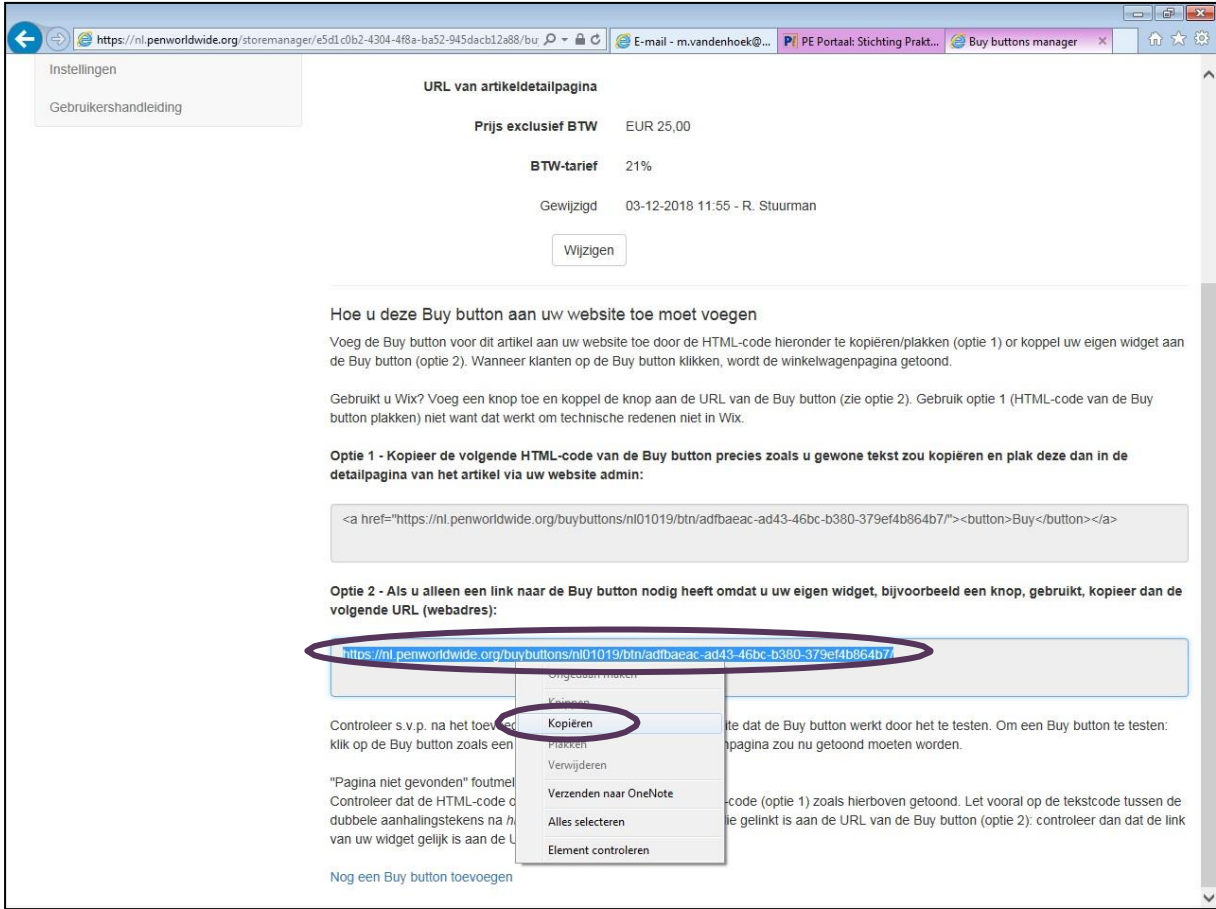 https://nl.penworldwide.org/storemanager/e5d1c0b2-4304-4f8a-ba52-945dacb12a88/bu
E-mail - m.vandenhoek@...
PE Portaal: Stichting Prakt...
Buy buttons manager
Instellingen
Gebruikershandleiding
URL van artikeldetailpagina
Prijs exclusief BTW EUR 25,00
BTW-tarief 21%
Gewijzigd 03-12-2018 11:55 - R. Stuurman
Wijzigen
Hoe u deze Buy button aan uw website toe moet voegen
Voeg de Buy button voor dit artikel aan uw website toe door de HTML-code hieronder te kopiëren/plakken (optie 1) or koppel uw eigen widget aan
de Buy button (optie 2). Wanneer klanten op de Buy button klikken, wordt de winkelwagenpagina getoond.
Gebruikt u Wix? Voeg een knop toe en koppel de knop aan de URL van de Buy button (zie optie 2). Gebruik optie 1 (HTML-code van de Buy
button plakken) niet want dat werkt om technische redenen niet in Wix.
Optie 1 - Kopieer de volgende HTML-code van de Buy button precies zoals u gewone tekst zou kopiëren en plak deze dan in de
detailpagina van het artikel via uw website admin:
<a href="https://nl.penworldwide.org/buybuttons/nl01019/btn/adfbaeac-ad43-46bc-b380-379ef4b864b7/"><button>Buy</button></a>
Optie 2 - Als u alleen een link naar de Buy button nodig heeft omdat u uw eigen widget, bijvoorbeeld een knop, gebruikt, kopieer dan de
volgende URL (webadres):
https://nl.penworldwide.org/buybuttons/nl01019/btn/adfbaeac-ad43-46bc-b380-379ef4b864b7/
Ongedaan maken
Knippen
Kopiëren
Plakken
Verwijderen
Verzenden naar OneNote
Alles selecteren
Element controleren
Controleer s.v.p. na het dat de Buy button werkt door het te testen. Om een Buy button te testen:
klik op de Buy button zoals een zou nu getoond moeten worden.
"Pagina niet gevonden"
Controleer dat de HTML-code (optie 1) zoals hierboven getoond. Let vooral op de tekstcode tussen de
dubbele aanhalingstekens na gelinkt is aan de URL van de Buy button (optie 2): controleer dan dat de link
van uw widget gelijk is aan de
Nog een Buy button toevoegen